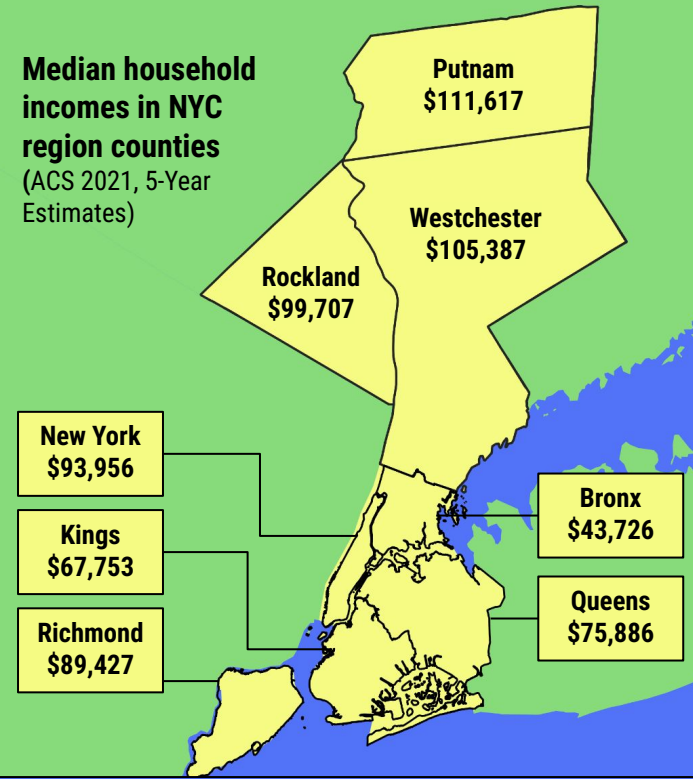 Median household
incomes in NYC
region counties
(ACS 2021, 5-Year
Estimates)
Putnam
$111,617
Westchester
$105,387
Rockland
$99,707
New York
$93,956
Kings
$67,753
Richmond
$89,427
Bronx
$43,726
Queens
$75,886